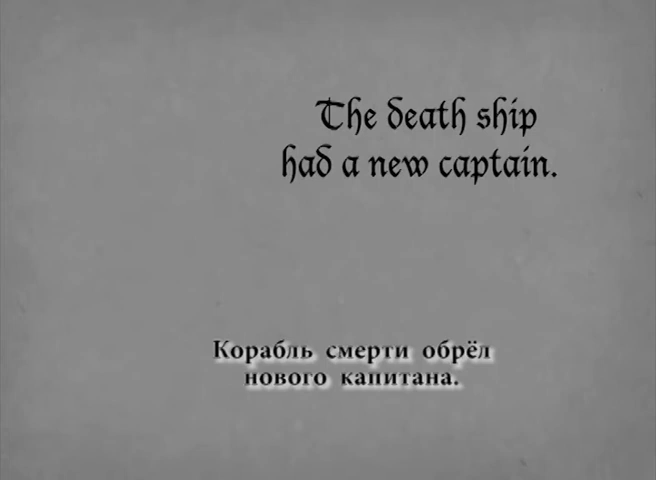 The death ship
had a new captain.
Корабль смерти обрёл
нового капитана.